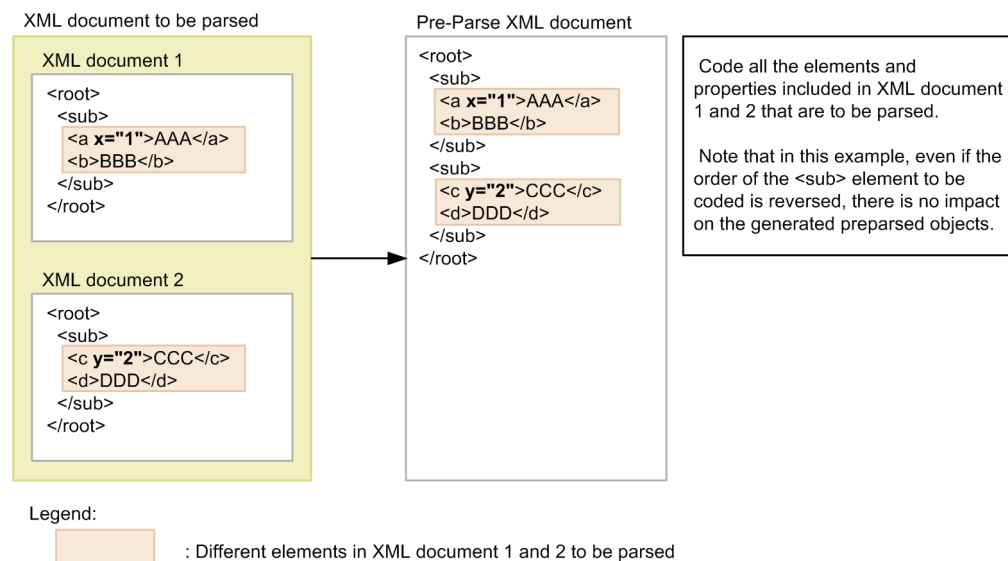 XML document to be parsed
XML document 1
<root>
<sub>
<a x="1">AAA</a>
<b>BBB</b>
</sub>
</root>
XML document 2
<root>
<sub>
<c y="2">CCC</c>
<d>DDD</d>
</sub>
</root>
Pre-Parse XML document
<root>
<sub>
<a x="1">AAA</a>
<b>BBB</b>
</sub>
<sub>
<c y="2">CCC</c>
<d>DDD</d>
</sub>
</root>
Code all the elements and
properties included in XML document
1 and 2 that are to be parsed.
Note that in this example, even if the
order of the <sub> element to be
coded is reversed, there is no impact
on the generated preparsed objects.
Legend:
: Different elements in XML document 1 and 2 to be parsed